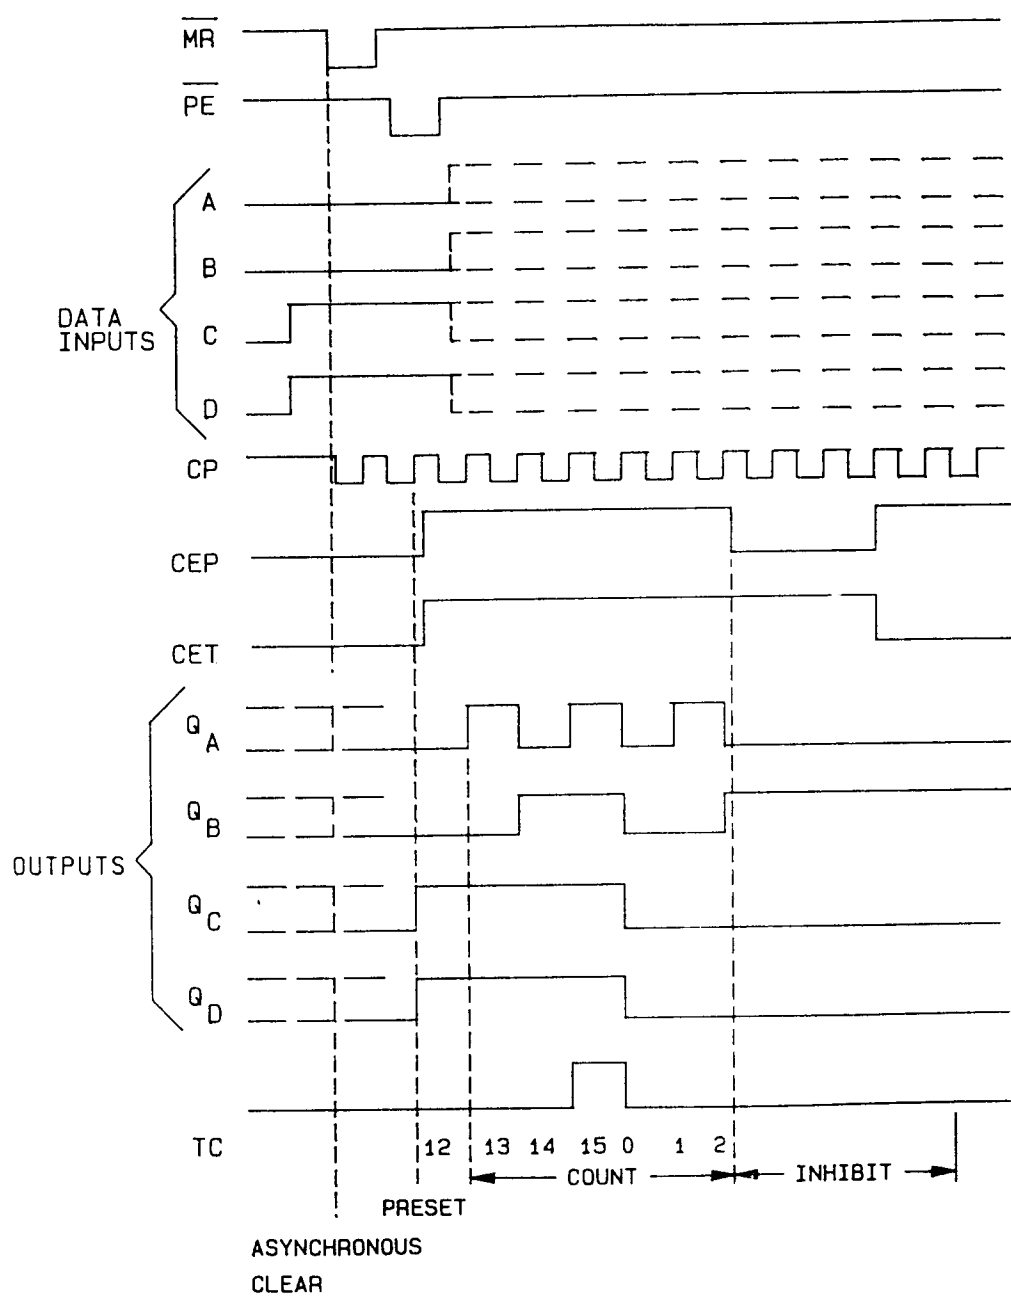 MR
PE
A
B
DATA
INPUTS
C
D
CP
CEP
CET
Q A
Q B
OUTPUTS
Q C
Q D
TC
12 13 14 15 0 1 2
COUNT
INHIBIT
PRESET
ASYNCHRONOUS
CLEAR